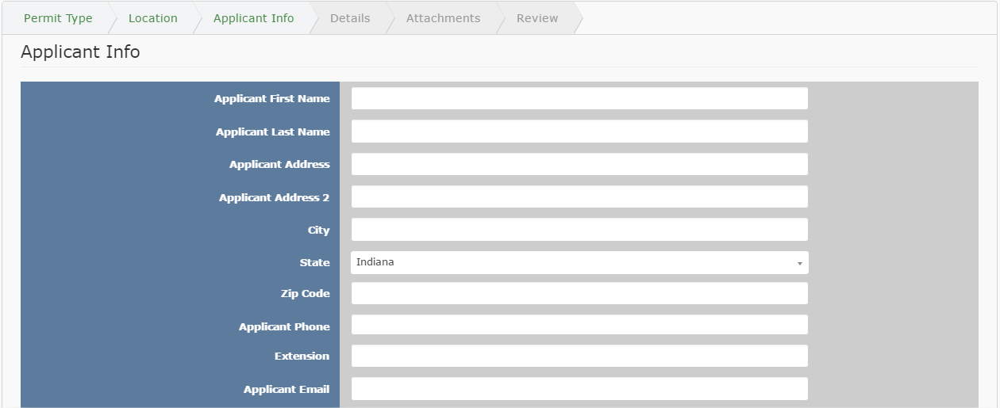 Permit Type Location Applicant Info Details Attachments Review
Applicant Info
Applicant First Name
Applicant Last Name
Applicant Address
Applicant Address 2
City
State Indiana
Zip Code
Applicant Phone
Extension
Applicant Email